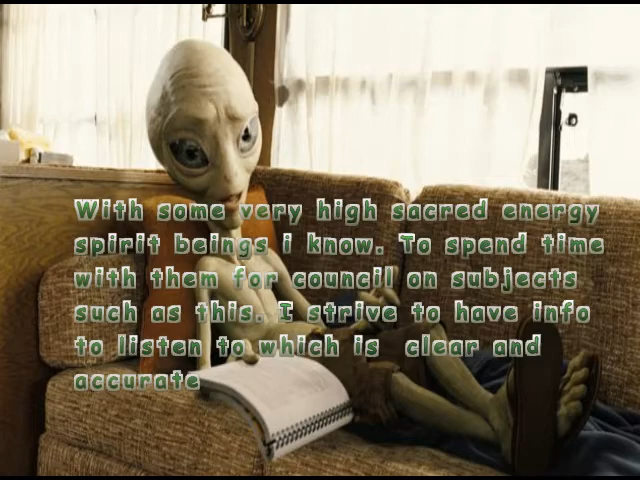 With some very high sacred energy
spirit beings i know. To spend time
with them for council on subjects
such as this. I strive to have info
to listen to which is clear and
accurate